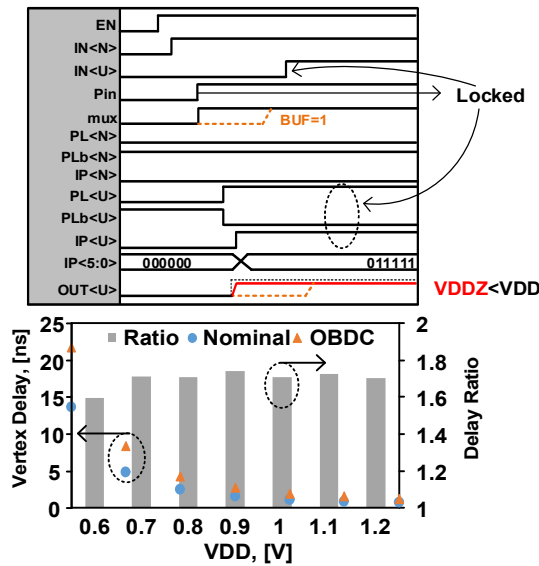 EN
IN<N>
IN<U>
Pin
Locked
mux
BUF=1
PL<N>
PLb<N>
IP<N>
PL<U>
PLb<U>
IP<U>
IP<5:0>
000000
011111
OUT<U>
VDDZ<VDD
25
20
15
10
5
0
Vertex Delay, [ns]
Ratio
Nominal
OBDC
2
1.8
1.6
1.4
1.2
1
Delay Ratio
0.6 0.7 0.8 0.9 1 1.1 1.2
VDD, [V]